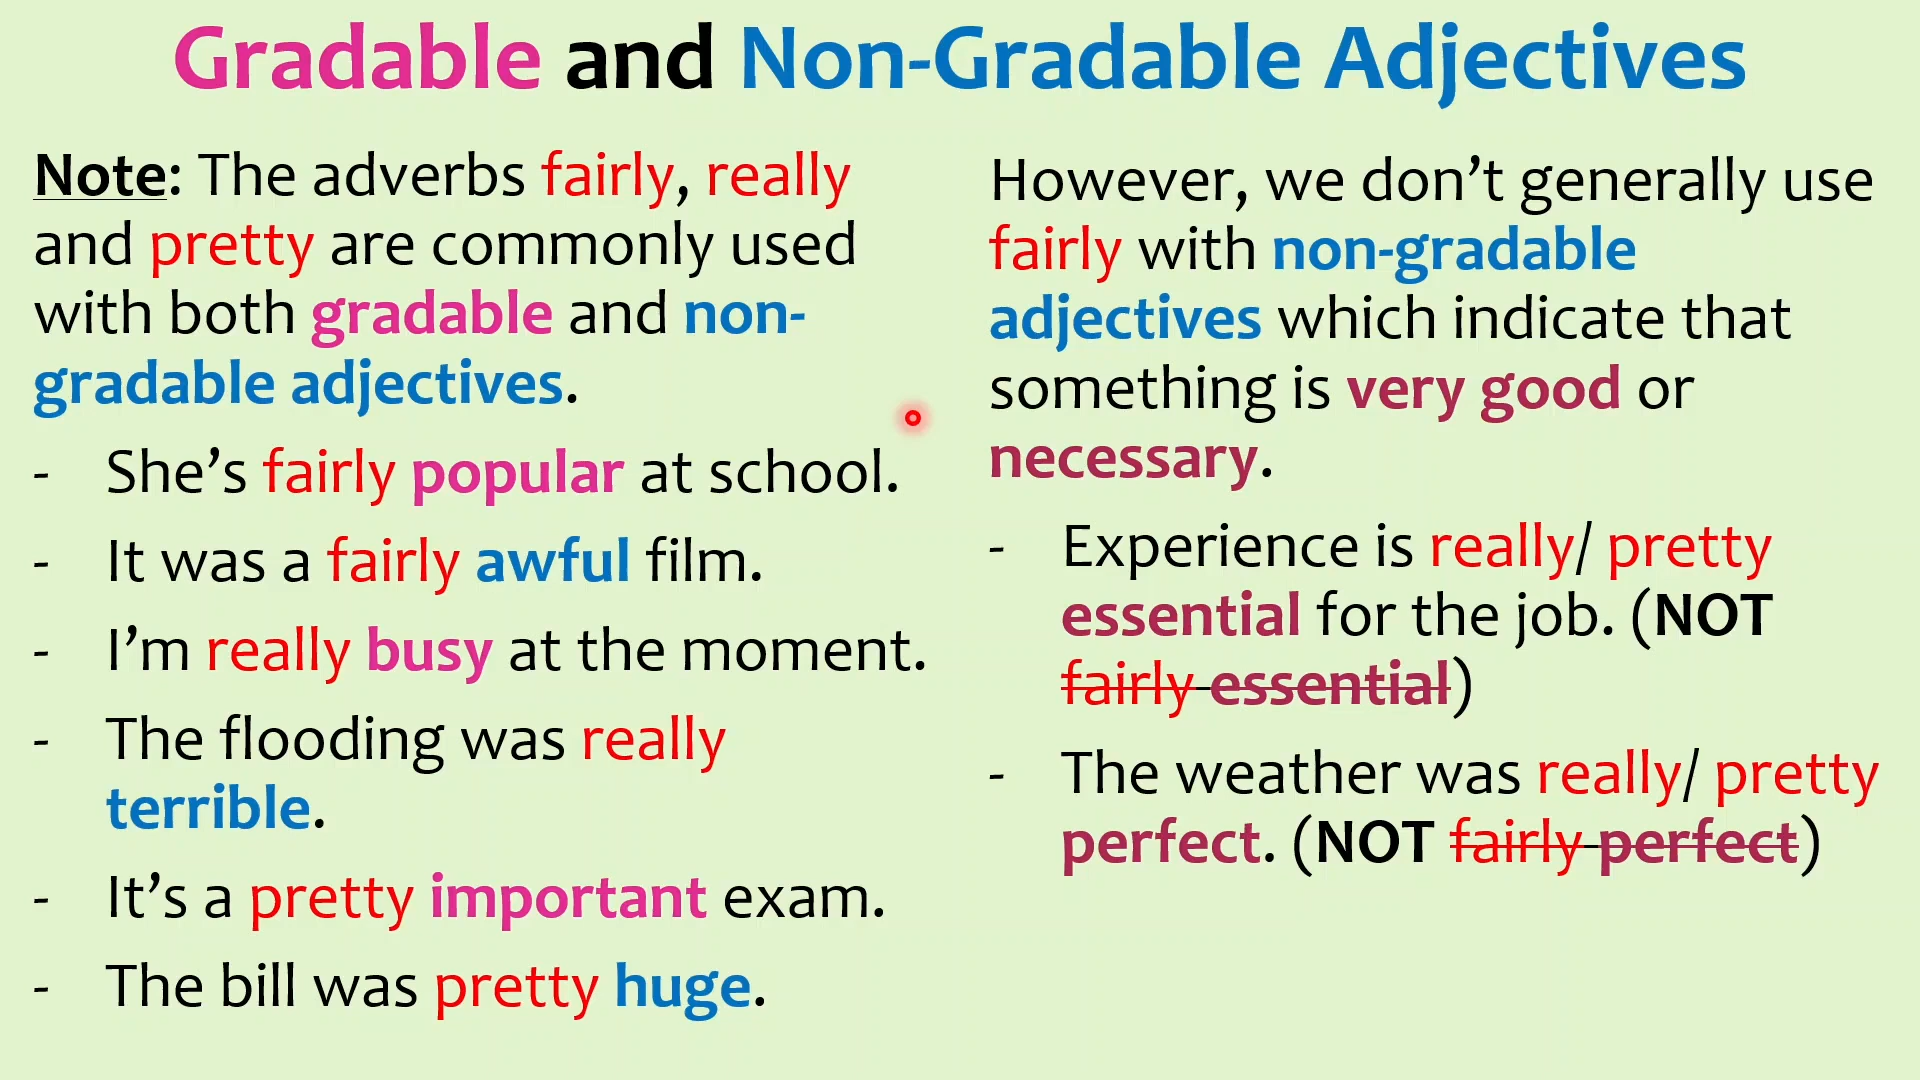 Gradable and Non-Gradable Adjectives
Note: The adverbs fairly, really
and pretty are commonly used
with both gradable and non-
gradable adjectives.
- She’s fairly popular at school.
- It was a fairly awful film.
- I’m really busy at the moment.
- The flooding was really
terrible.
- It’s a pretty important exam.
- The bill was pretty huge.
However, we don’t generally use
fairly with non-gradable
adjectives which indicate that
something is very good or
necessary.
- Experience is really/ pretty
essential for the job. (NOT
fairly essential)
- The weather was really/ pretty
perfect. (NOT fairly perfect)